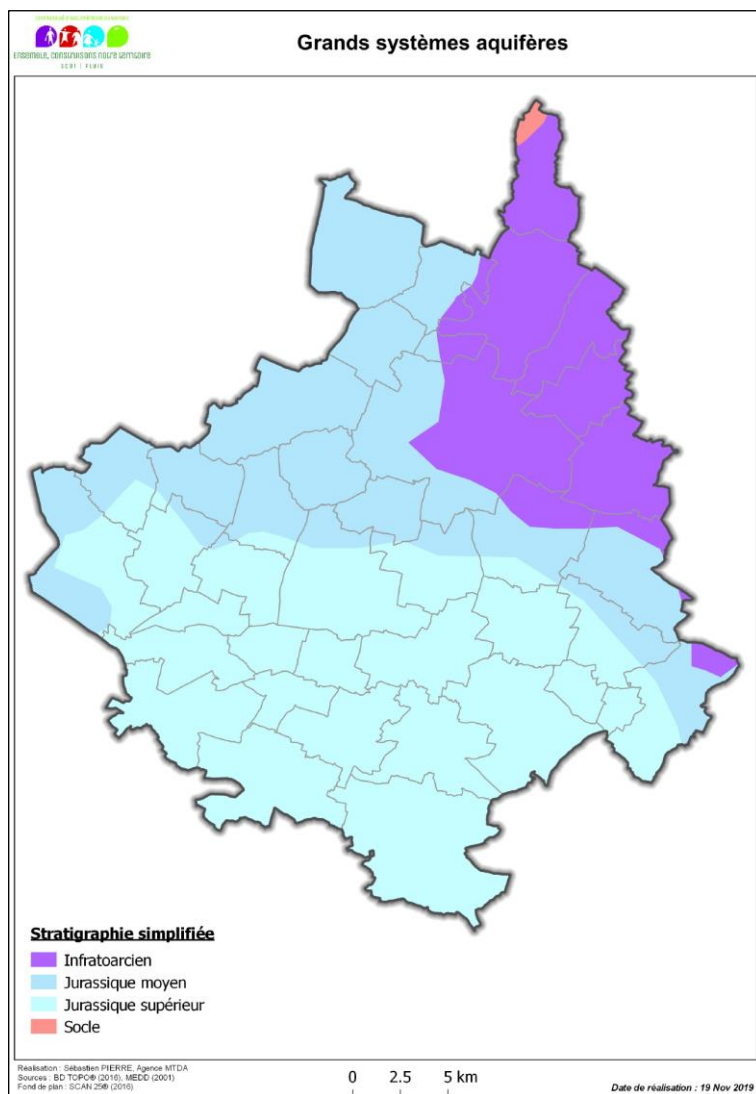 Grands systèmes aquifères
Ensemble, construisons notre territoire
SCOT | PLUIH
Stratigraphie simplifiée
Infratoarcien
Jurassique moyen
Jurassique supérieur
Socle
Réalisation : Sébastien PIERRE, Agence MTDA
Sources : BD TOPO® (2016), MEDD (2001)
Fond de plan : SCAN 25® (2016)
0 2.5 5 km
Date de réalisation : 19 Nov 2019